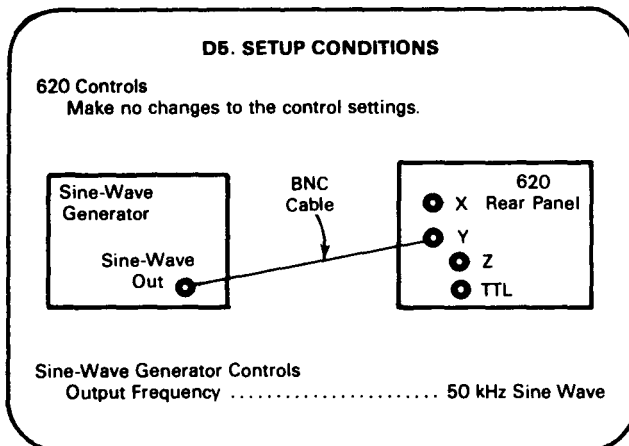 D5. SETUP CONDITIONS
620 Controls
Make no changes to the control settings.
Sine-Wave
Generator
Sine-Wave
Out
BNC
Cable
620
Rear Panel
X
Y
Z
TTL
Sine-Wave Generator Controls
Output Frequency ........................ 50 kHz Sine Wave